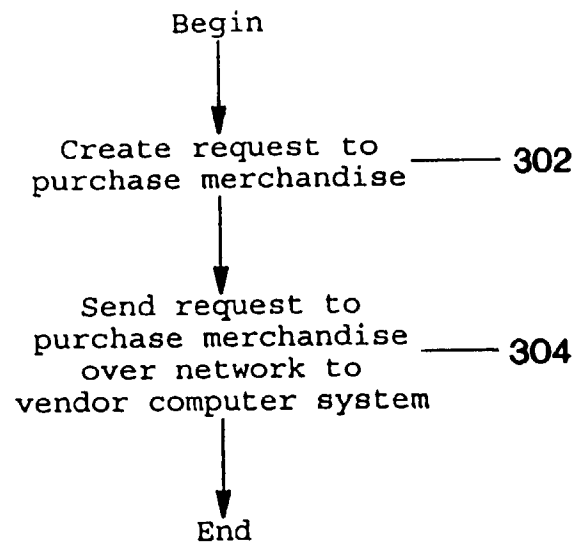 Begin
Create request to
purchase merchandise
302
Send request to
purchase merchandise
over network to
vendor computer system
304
End